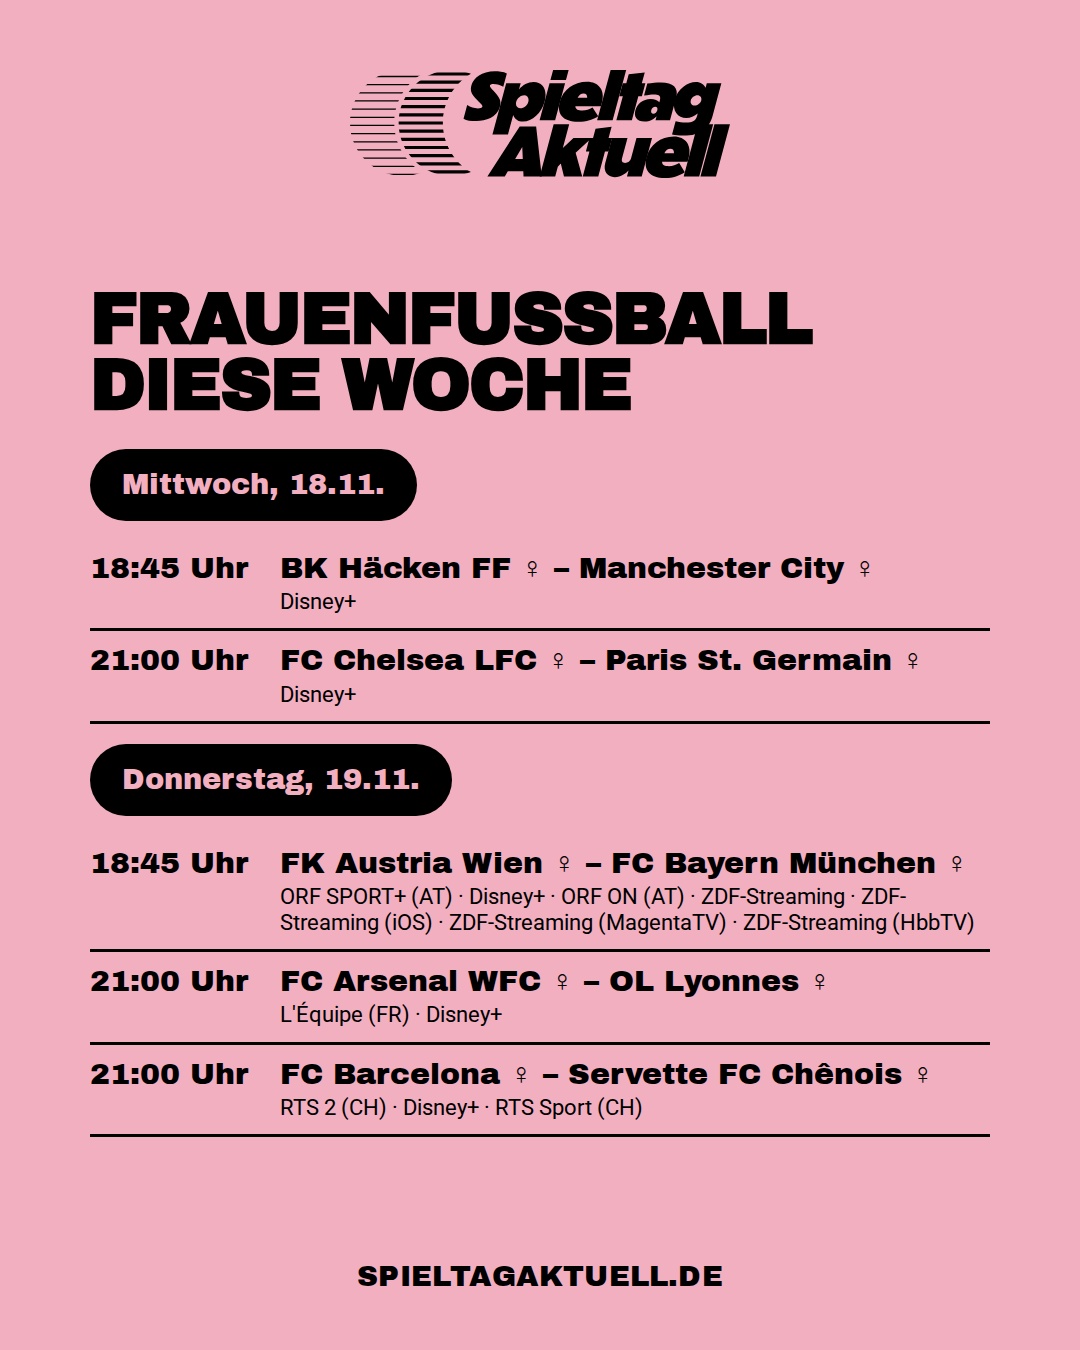 Spieltag
Aktuell
FRAUENFUSSBALL
DIESE WOCHE
Mittwoch, 18.11.
18:45 Uhr BK Häcken FF ♀ – Manchester City ♀
Disney+
21:00 Uhr FC Chelsea LFC ♀ – Paris St. Germain ♀
Disney+
Donnerstag, 19.11.
18:45 Uhr FK Austria Wien ♀ – FC Bayern München ♀
ORF SPORT+ (AT) · Disney+ · ORF ON (AT) · ZDF-Streaming · ZDF-
Streaming (iOS) · ZDF-Streaming (MagentaTV) · ZDF-Streaming (HbbTV)
21:00 Uhr FC Arsenal WFC ♀ – OL Lyonnes ♀
L'Équipe (FR) · Disney+
21:00 Uhr FC Barcelona ♀ – Servette FC Chênois ♀
RTS 2 (CH) · Disney+ · RTS Sport (CH)
SPIELTAGAKTUELL.DE